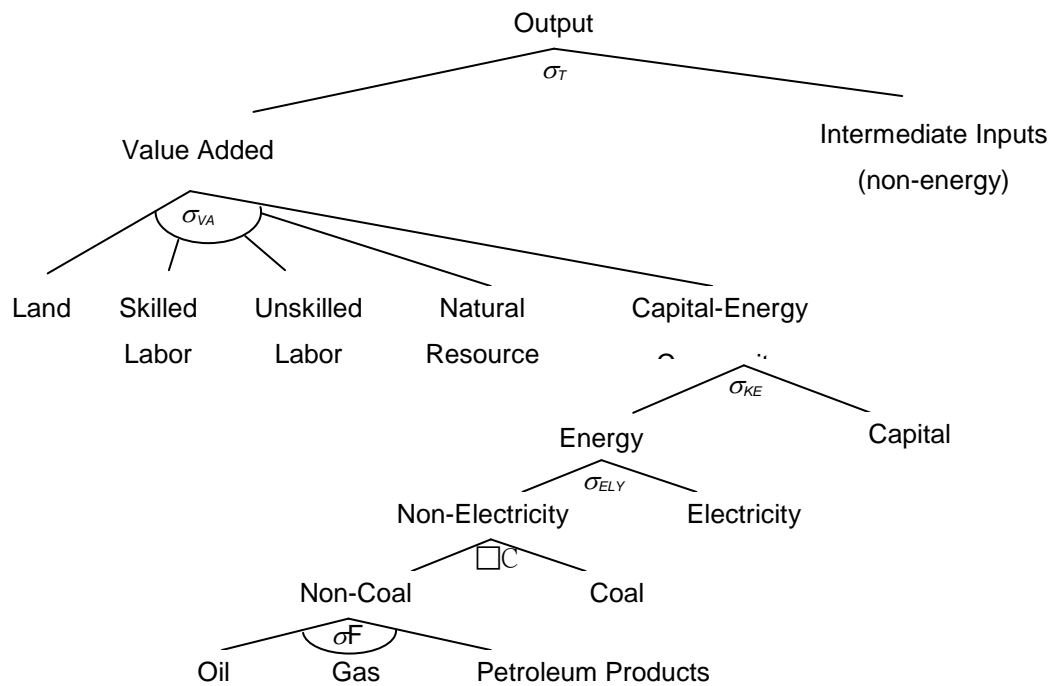 Output
σT
Value Added
Intermediate Inputs
(non-energy)
σVA
Land
Skilled
Labor
Unskilled
Labor
Natural
Resource
Capital-Energy
σKE
Energy
Capital
σELY
Non-Electricity
Electricity
□C
Non-Coal
Coal
σF
Oil
Gas
Petroleum Products